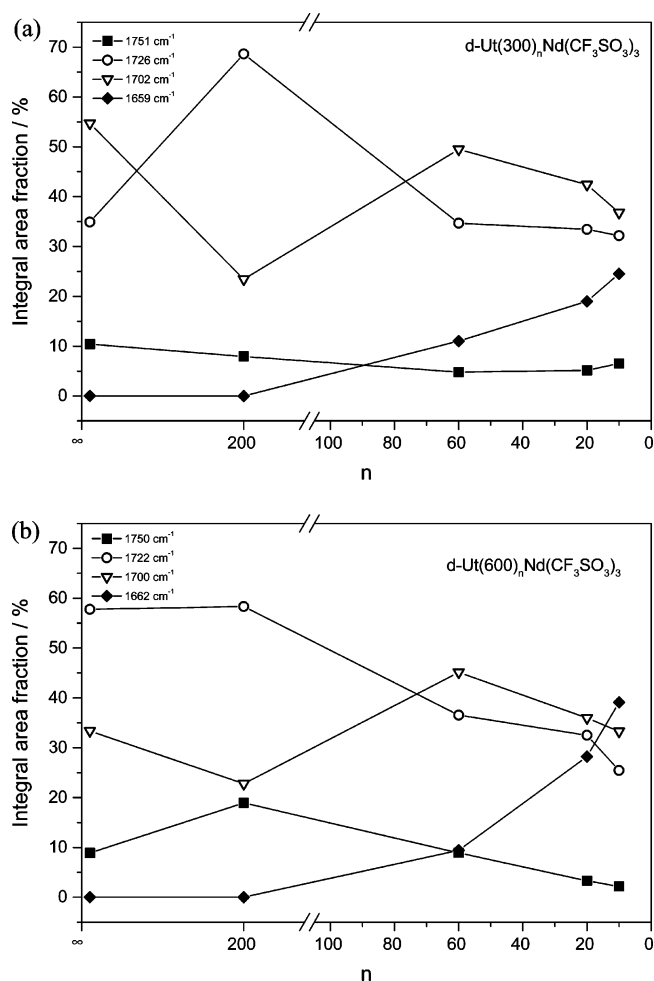 (a)
1751 cm⁻¹
1726 cm⁻¹
1702 cm⁻¹
1659 cm⁻¹
d-Ut(300)ₙNd(CF₃SO₃)₃
Integral area fraction / %
70
60
50
40
30
20
10
0
∞ 200 100 80 60 40 20 0
n
(b)
1750 cm⁻¹
1722 cm⁻¹
1700 cm⁻¹
1662 cm⁻¹
d-Ut(600)ₙNd(CF₃SO₃)₃
Integral area fraction / %
70
60
50
40
30
20
10
0
∞ 200 100 80 60 40 20 0
n